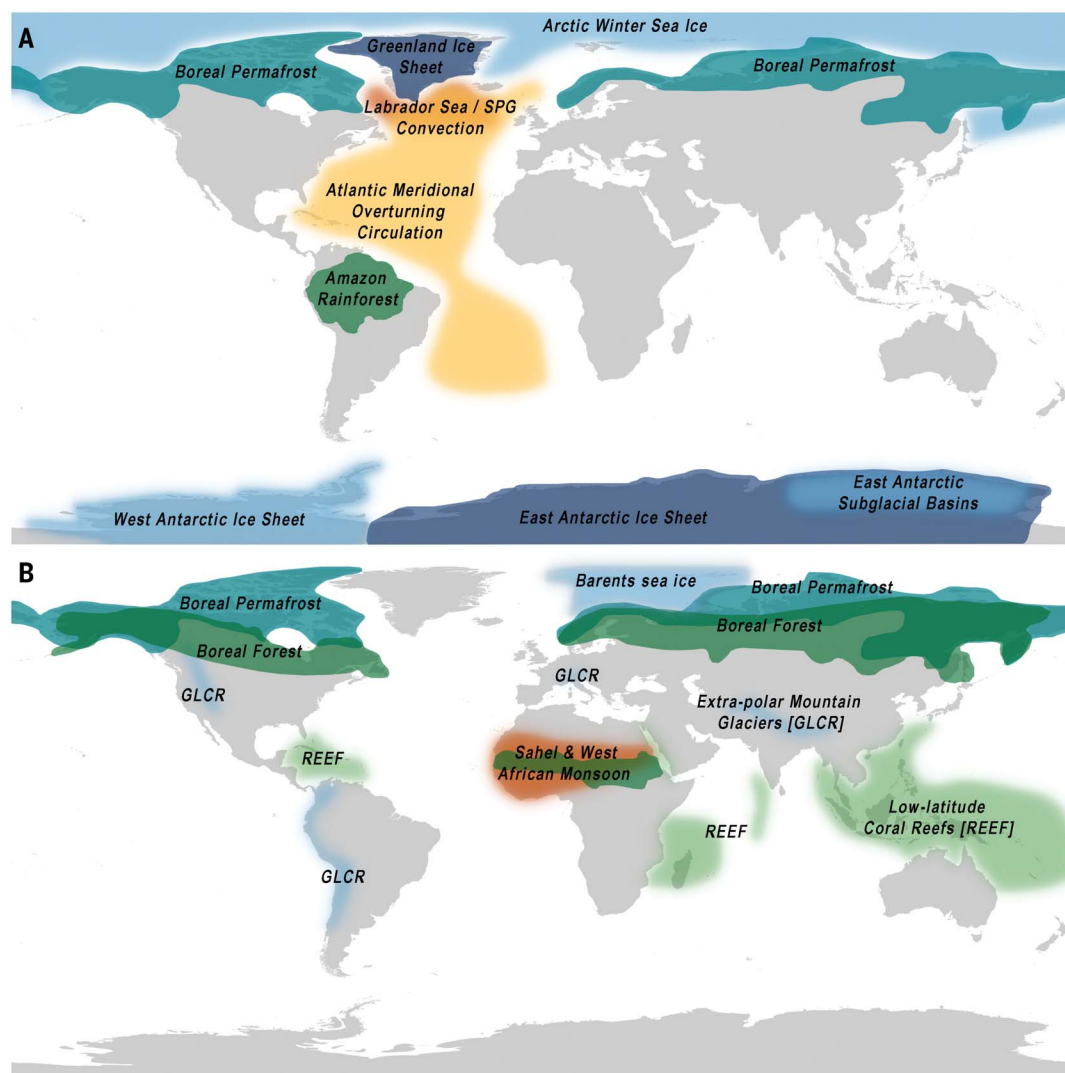 A
Arctic Winter Sea Ice
Greenland Ice
Sheet
Boreal Permafrost
Boreal Permafrost
Labrador Sea / SPG
Convection
Atlantic Meridional
Overturning
Circulation
Amazon
Rainforest
West Antarctic Ice Sheet
East Antarctic Ice Sheet
East Antarctic
Subglacial Basins
B
Barents sea ice
Boreal Permafrost
Boreal Permafrost
Boreal Forest
Boreal Forest
GLCR
GLCR
Extra-polar Mountain
Glaciers [GLCR]
REEF
Sahel & West
African Monsoon
Low-latitude
Coral Reefs [REEF]
REEF
GLCR